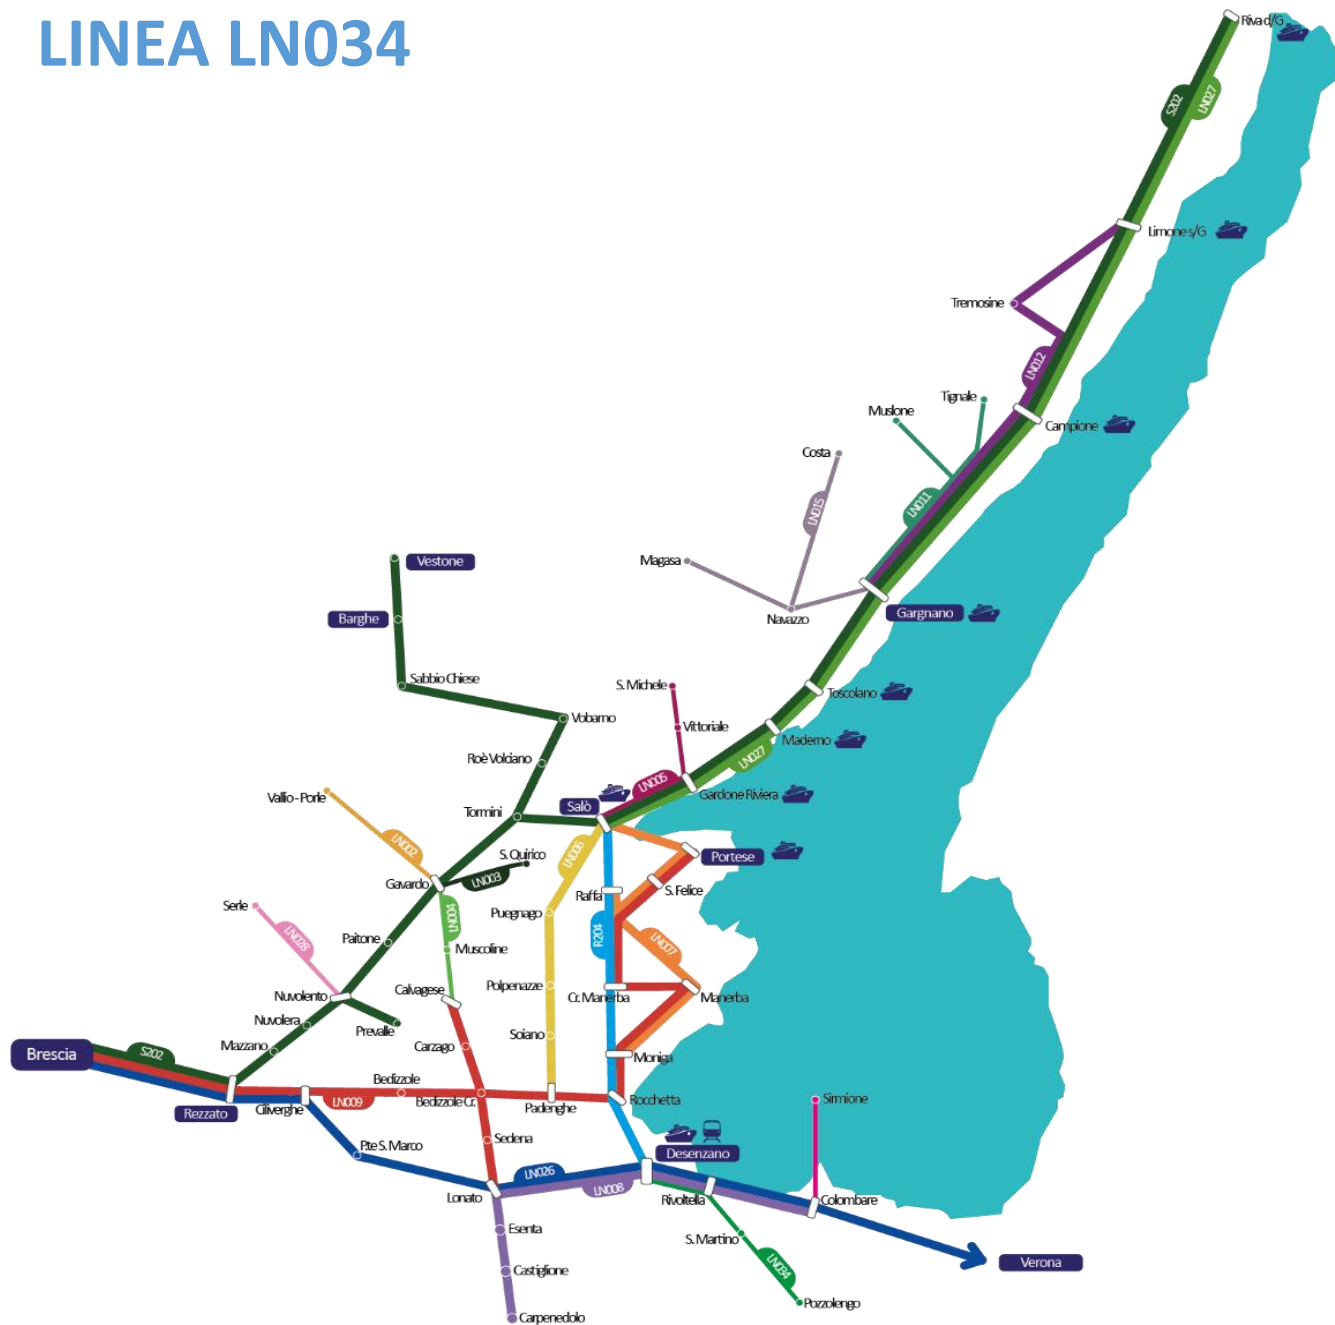 LINEA LN034
Riva d/G
S202
LN027
Limone s/G
Tremosine
LN012
Tignale
Muslone
Campione
Costa
LN015
LN011
Magasa
Vestone
Navazzo
Gargnano
Barghe
Sabbio Chiese
S. Michele
Toscolano
Vobarno
Vittoriale
Maderno
Roè Volciano
LN027
LN005
Gardone Riviera
Vallio - Porle
Tormini
Salò
LN002
LN006
S. Quirico
Portese
Gavardo
LN003
S. Felice
Raffa
Serle
LN004
Puegnago
LN028
Paitone
R204
LN007
Muscoline
Nuvolento
Calvagese
Polpenazze
Cr. Manerba
Manerba
Nuvolera
Prevalle
Soiano
Mazzano
Carzago
Brescia
S202
Moniga
Bedizzole
Rezzato
Ciliverghe
LN009
Bedizzole Cr.
Padenghe
Rocchetta
Sirmione
P.te S. Marco
Sedena
Desenzano
LN026
LN008
Lonato
Rivoltella
Colombare
Esenta
S. Martino
LN034
Verona
Castiglione
Pozzolengo
Carpenedolo